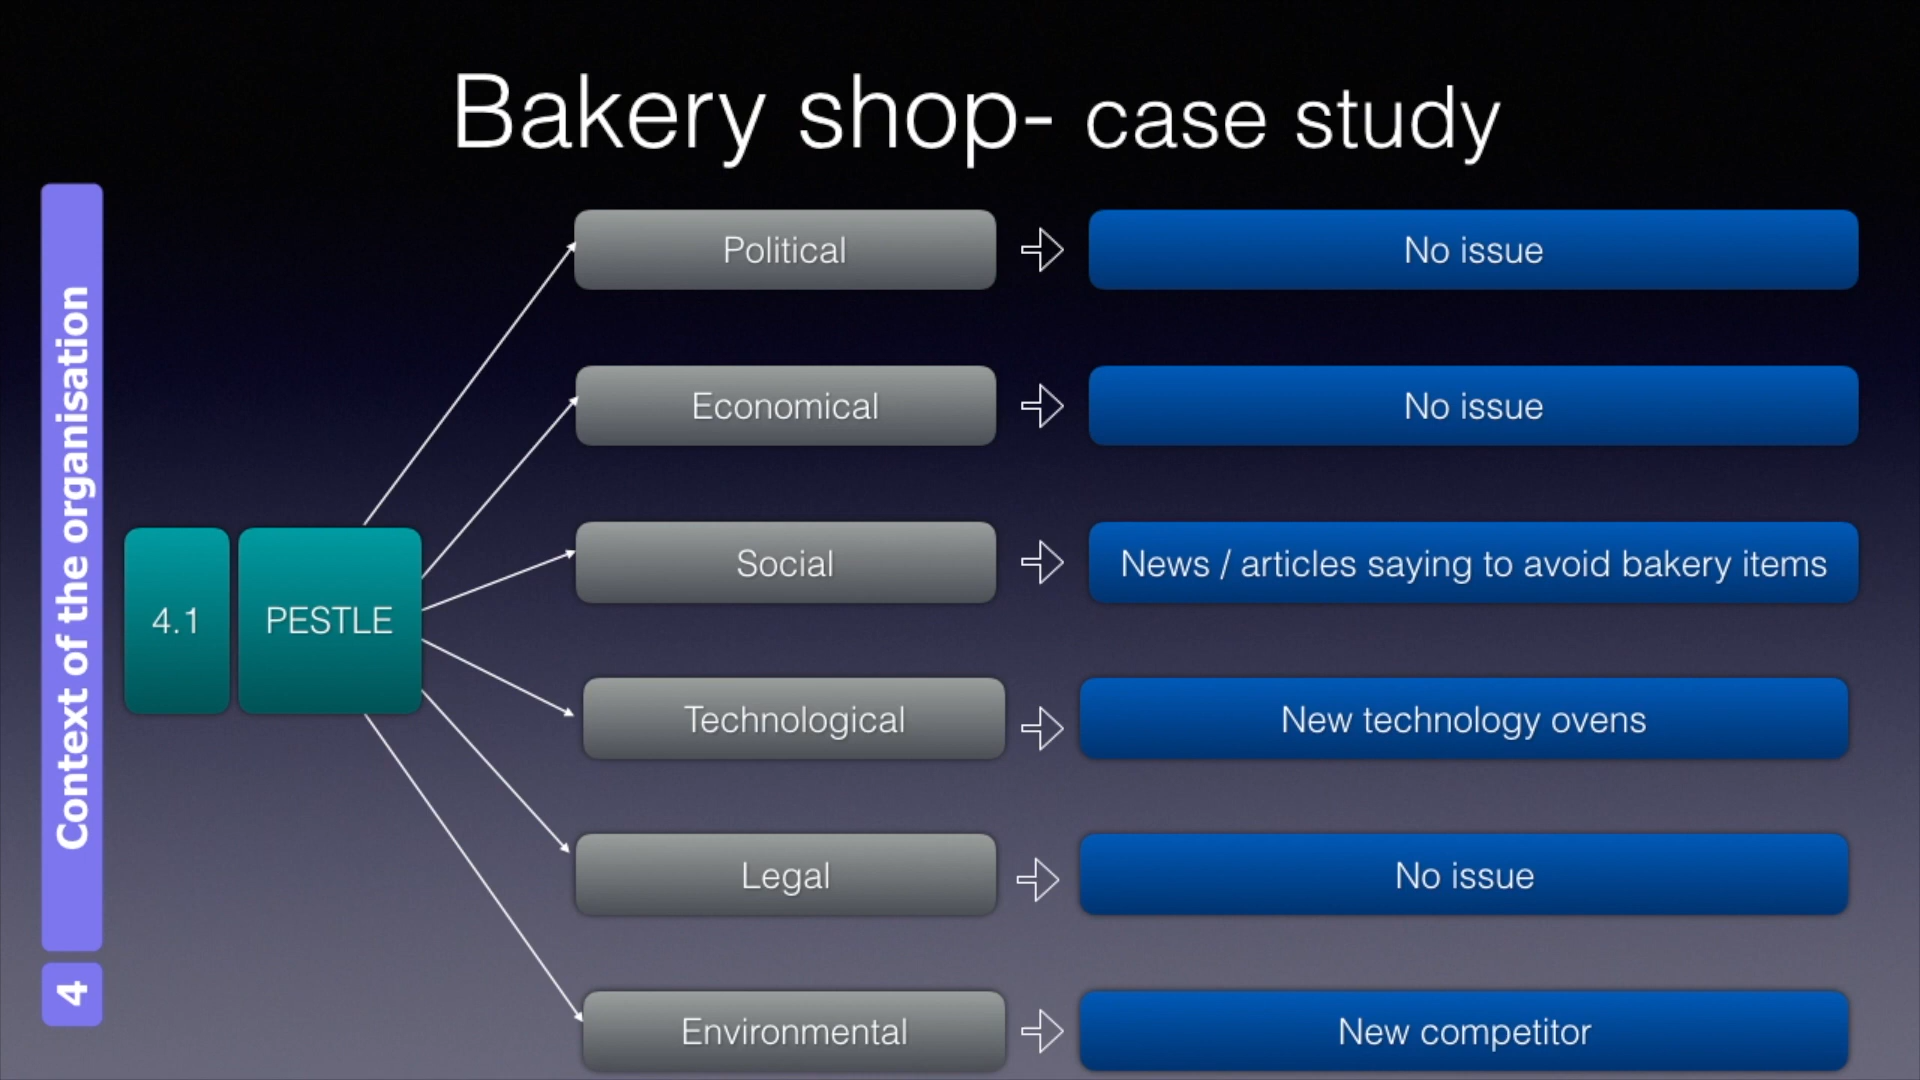 Bakery shop- case study
Context of the organisation
4
4.1
PESTLE
Political
No issue
Economical
No issue
Social
News / articles saying to avoid bakery items
Technological
New technology ovens
Legal
No issue
Environmental
New competitor